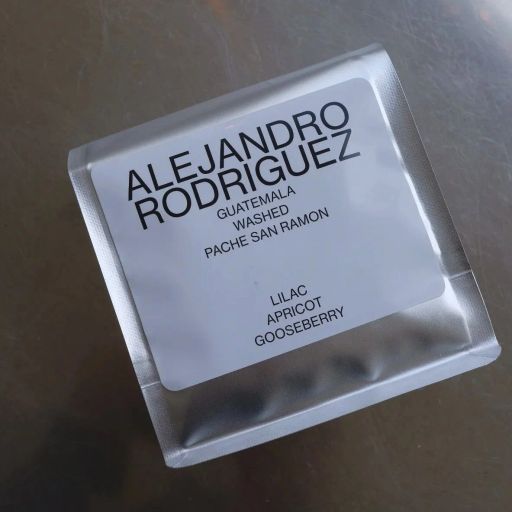 ALEJANDRO
RODRIGUEZ
GUATEMALA
WASHED
PACHE SAN RAMON
LILAC
APRICOT
GOOSEBERRY